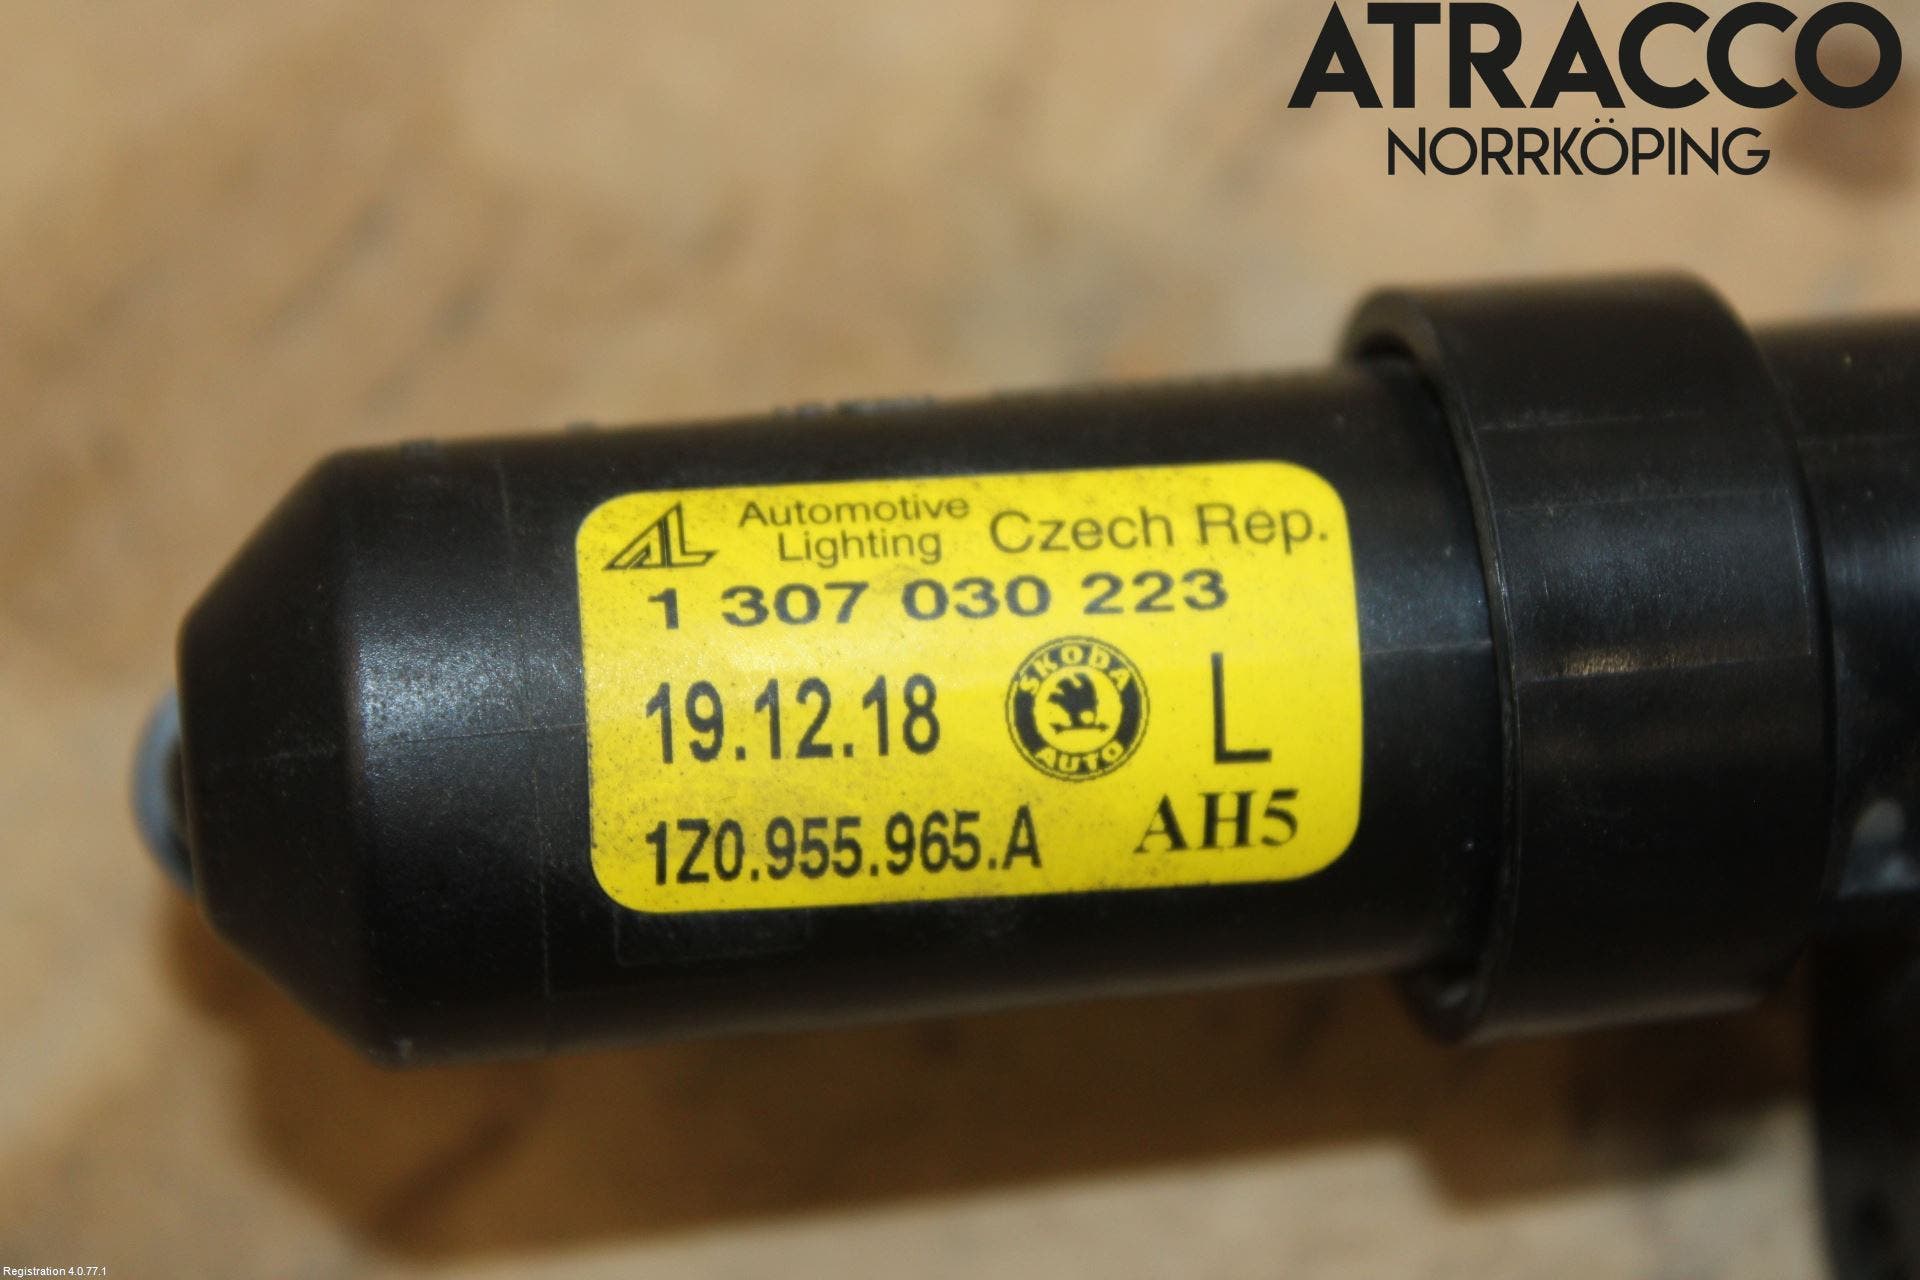 ATRACCO
NORRKÖPING
AL Automotive Lighting Czech Rep.
1 307 030 223
19.12.18 SKODA AUTO L
1Z0.955.965.A AH5
Registration 4.0.77.1